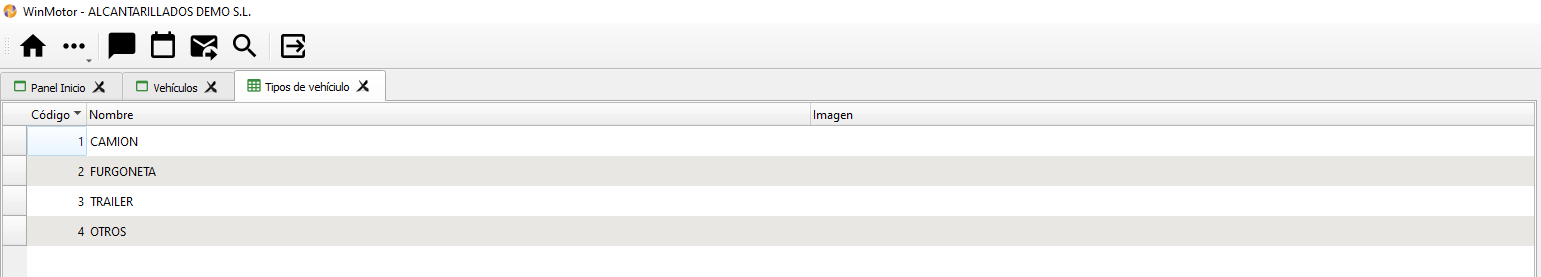 WinMotor - ALCANTARILLADOS DEMO S.L.
Panel Inicio Vehículos Tipos de vehíciulo
Código Nombre Imagen
1 CAMION
2 FURGONETA
3 TRAILER
4 OTROS